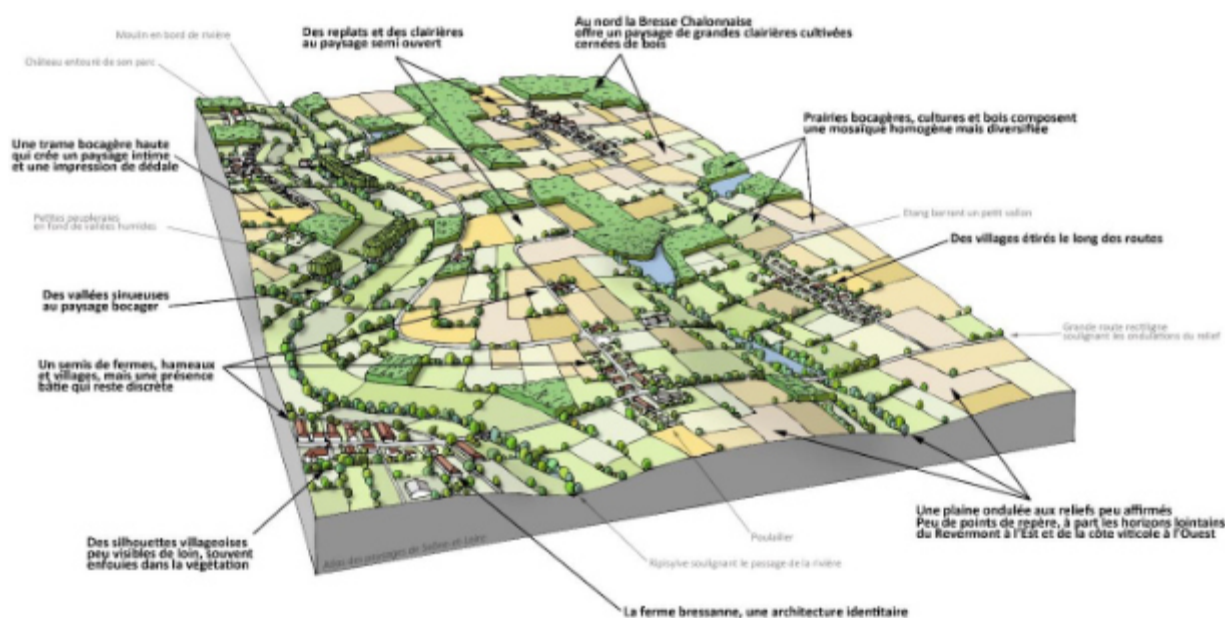 Moulin en bord de rivière
Château entouré de son parc
Des replats et des clairières
au paysage semi ouvert
Au nord la Bresse Chalonnaise
offre un paysage de grandes clairières cultivées
cernées de bois
Une trame bocagère haute
qui crée un paysage intime
et une impression de dédale
Prairies bocagères, cultures et bois composent
une mosaïque homogène mais diversifiée
Petites peupleraies
en fond de vallées humides
Etang barrant un petit vallon
Des villages étirés le long des routes
Des vallées sinueuses
au paysage bocager
Grande route rectiligne
soulignant les ondulations du relief
Un semis de fermes, hameaux
et villages, mais une présence
bâtie qui reste discrète
Une plaine ondulée aux reliefs peu affirmés
Peu de points de repère, à part les horizons lointains
du Revermont à l'Est et de la côte viticole à l'Ouest
Des silhouettes villageoises
peu visibles de loin, souvent
enfouies dans la végétation
Atlas des paysages de Saône-et-Loire
Poulailler
Ripisylve soulignant le passage de la rivière
La ferme bressanne, une architecture identitaire